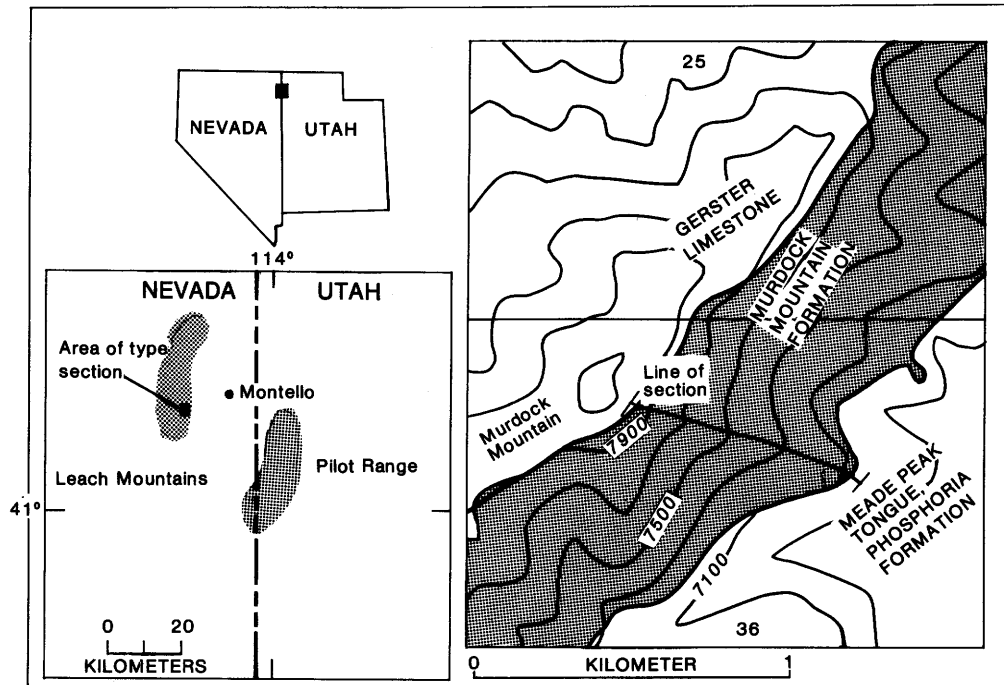 NEVADA
UTAH
114°
NEVADA
UTAH
Area of type
section
Montello
Leach Mountains
Pilot Range
41°
0
20
KILOMETERS
25
GERSTER
LIMESTONE
MURDOCK
MOUNTAIN
FORMATION
Line of
section
Murdock
Mountain
7900
7500
7100
MEADE PEAK
TONGUE,
PHOSPHORIA
FORMATION
36
0
KILOMETER
1